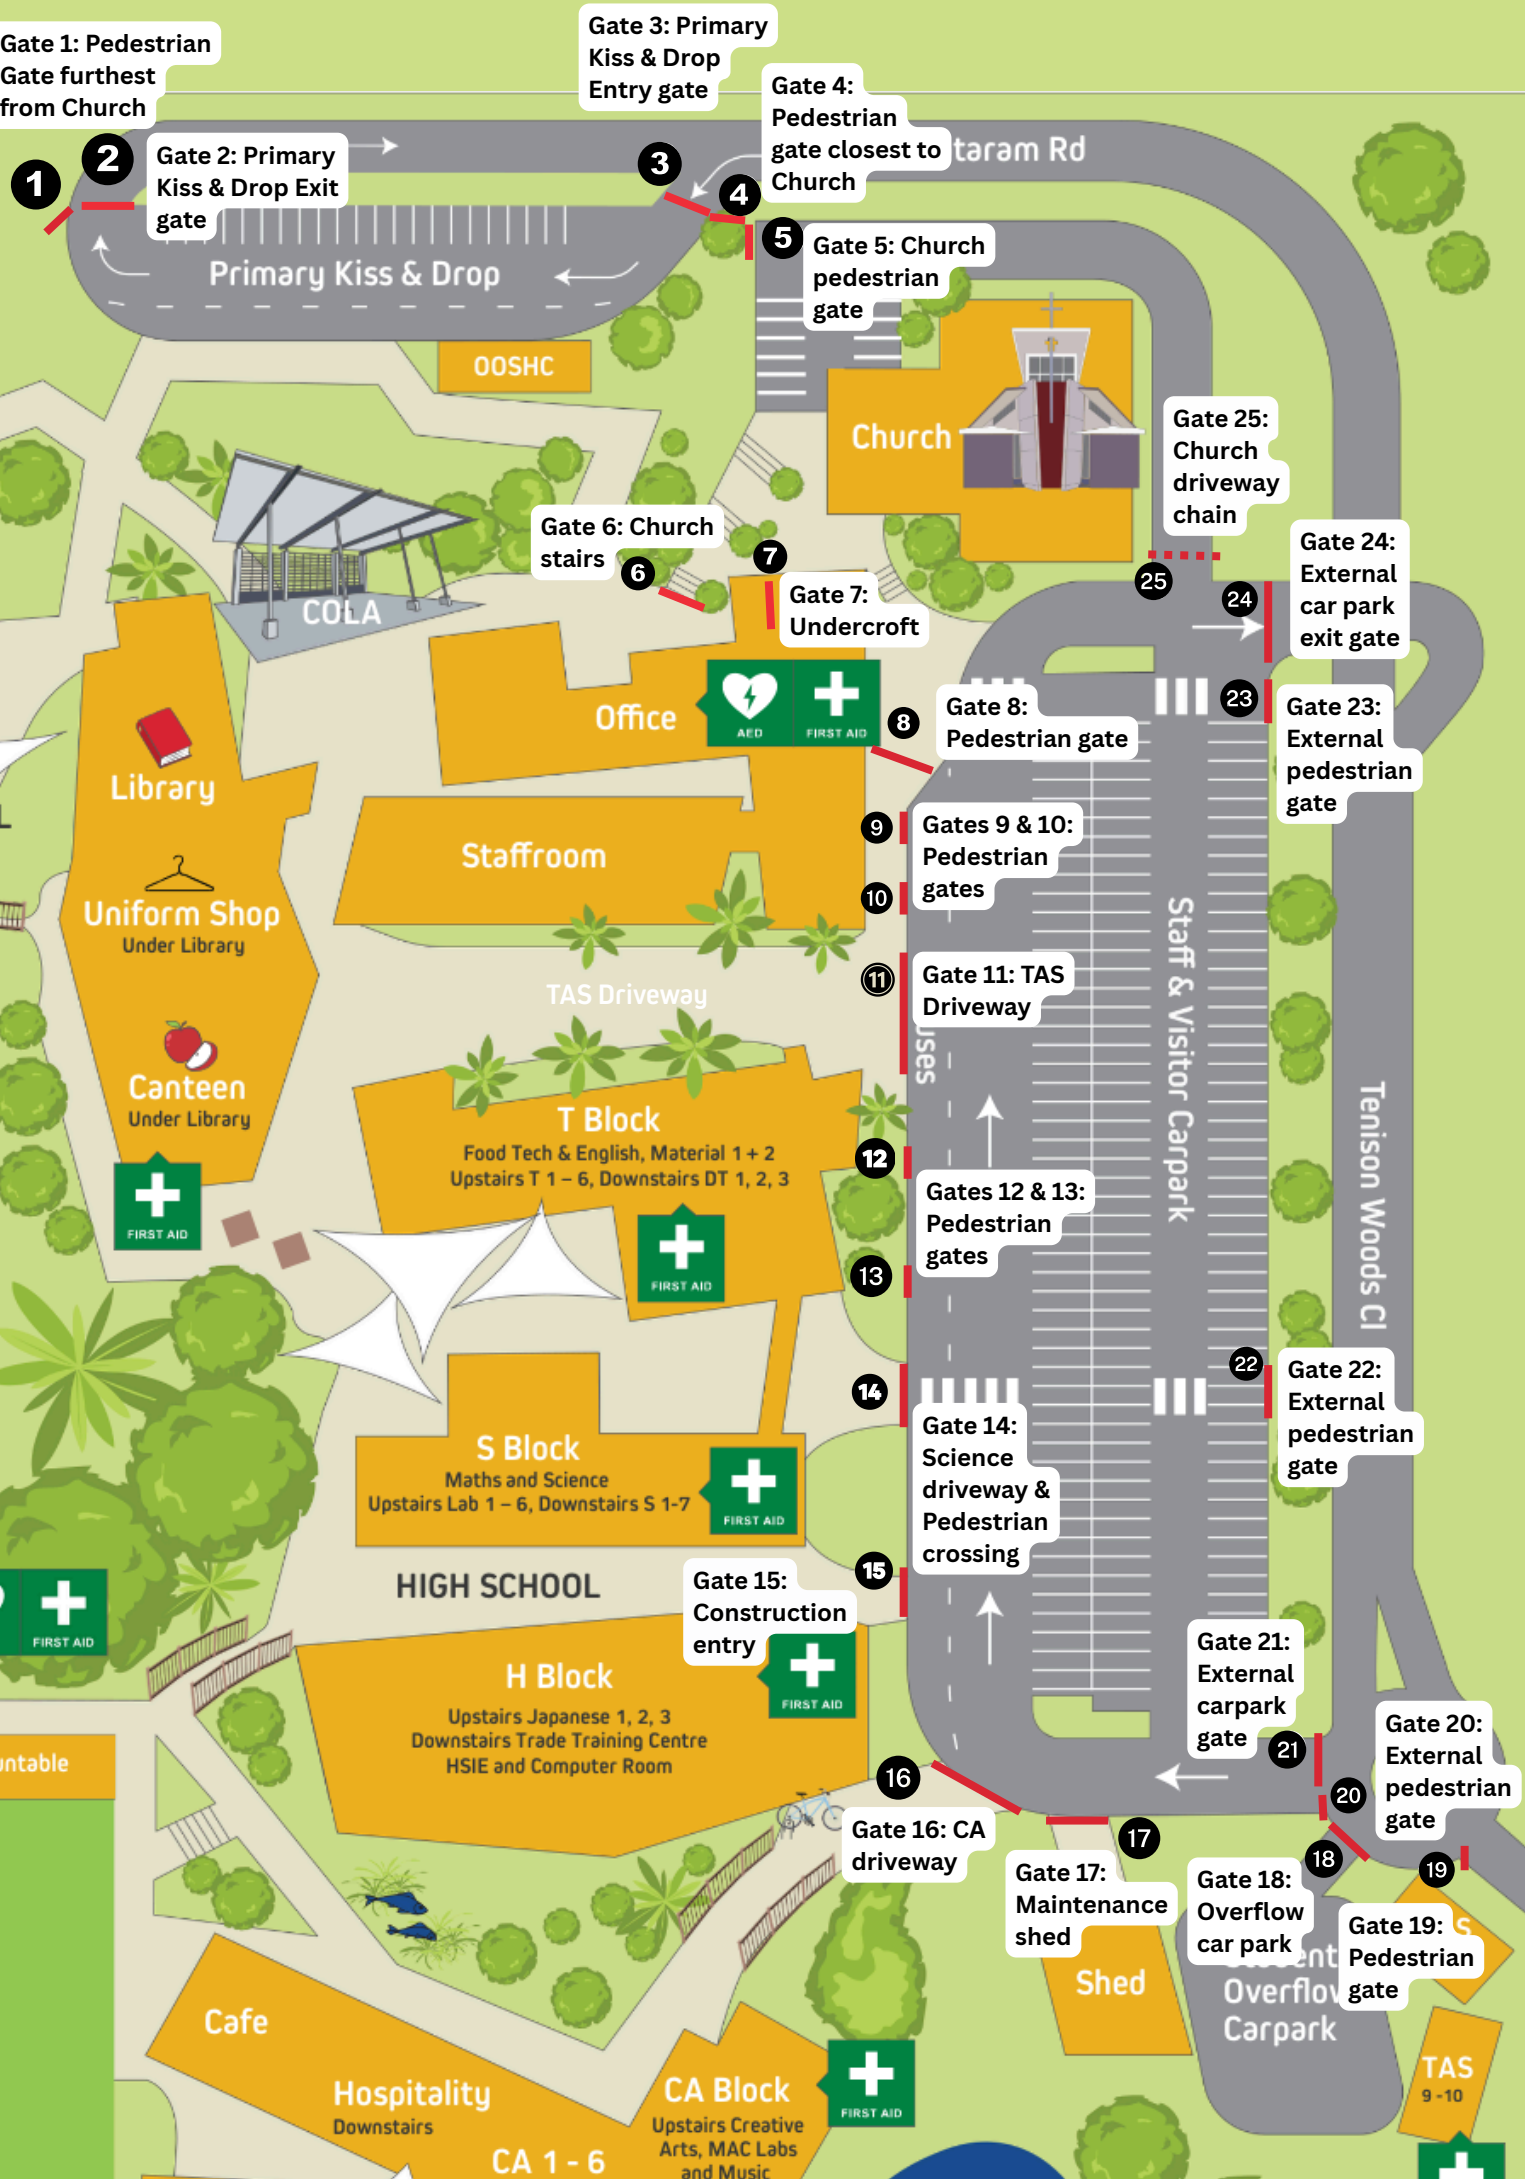 Gate 1: Pedestrian
Gate furthest
from Church
Gate 3: Primary
Kiss & Drop
Entry gate
Gate 4:
Pedestrian
gate closest to
Church
taram Rd
1
2
Gate 2: Primary
Kiss & Drop Exit
gate
3
4
5
Gate 5: Church
pedestrian
gate
Primary Kiss & Drop
OOSHC
Church
Gate 25:
Church
driveway
chain
25
Gate 24:
External
car park
exit gate
24
Gate 6: Church
stairs
6
7
Gate 7:
Undercroft
COLA
Office
AED
FIRST AID
8
Gate 8:
Pedestrian gate
23
Gate 23:
External
pedestrian
gate
Library
L
Staffroom
9
Gates 9 & 10:
Pedestrian
gates
10
Uniform Shop
Under Library
TAS Driveway
11
Gate 11: TAS
Driveway
uses
Staff & Visitor Carpark
Tenison Woods Cl
Canteen
Under Library
FIRST AID
T Block
Food Tech & English, Material 1 + 2
Upstairs T 1 – 6, Downstairs DT 1, 2, 3
FIRST AID
12
Gates 12 & 13:
Pedestrian
gates
13
14
Gate 14:
Science
driveway &
Pedestrian
crossing
22
Gate 22:
External
pedestrian
gate
S Block
Maths and Science
Upstairs Lab 1 – 6, Downstairs S 1-7
FIRST AID
HIGH SCHOOL
15
Gate 15:
Construction
entry
FIRST AID
FIRST AID
H Block
Upstairs Japanese 1, 2, 3
Downstairs Trade Training Centre
HSIE and Computer Room
untable
16
Gate 16: CA
driveway
17
Gate 17:
Maintenance
shed
Shed
Gate 21:
External
carpark
gate
21
20
Gate 20:
External
pedestrian
gate
18
Gate 18:
Overflow
car park
19
Gate 19:
Pedestrian
gate
S
ent
Overflow
Carpark
TAS
9 -10
Cafe
Hospitality
Downstairs
CA 1 - 6
CA Block
Upstairs Creative
Arts, MAC Labs
and Music
FIRST AID